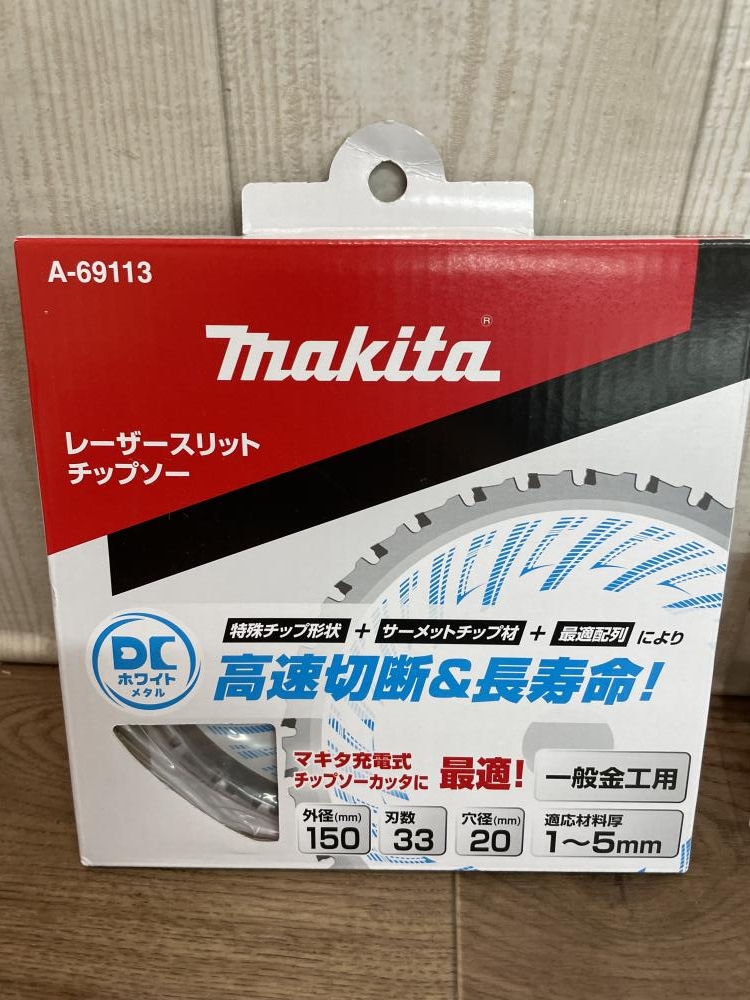 A-69113
makita®
レーザースリット
チップソー
特殊チップ形状 + サーメットチップ材 + 最適配列 により
DC
ホワイト
メタル
高速切断&長寿命!
マキタ充電式
チップソーカッタに
最適!
一般金工用
外径(mm)
150
刃数
33
穴径(mm)
20
適応材料厚
1～5mm